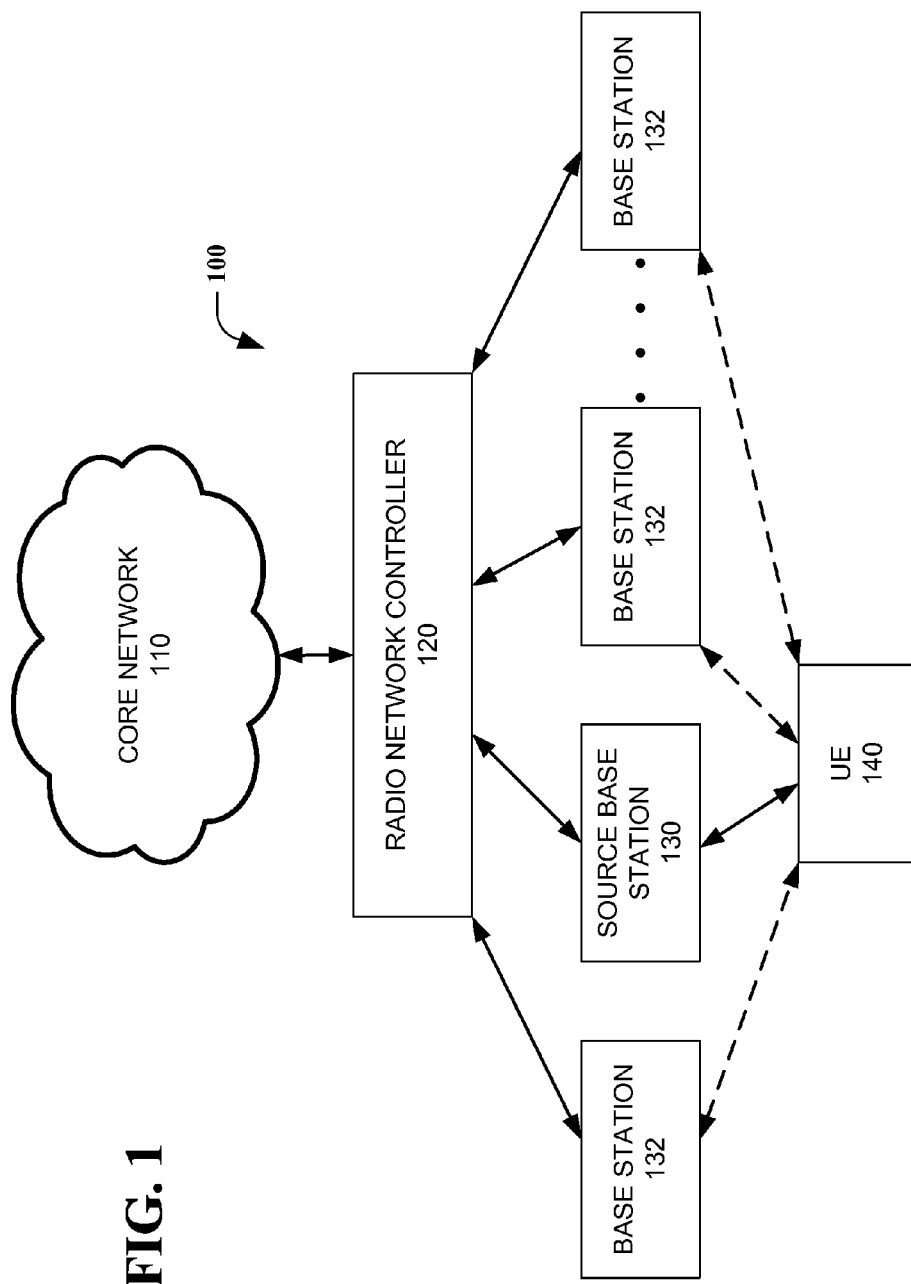 FIG. 1
100
CORE NETWORK
110
RADIO NETWORK CONTROLLER
120
BASE STATION
132
SOURCE BASE
STATION
130
BASE STATION
132
BASE STATION
132
UE
140